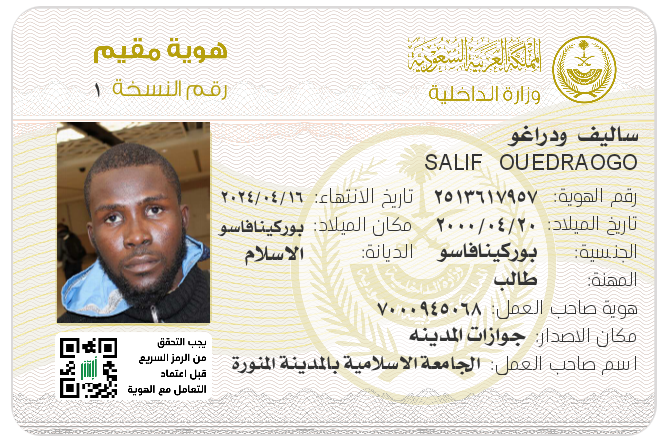 المملكة العربية السعودية
وزارة الداخلية
هوية مقيم
رقم النسخة ١
ساليف ودراغو
SALIF OUEDRAOGO
رقم الهوية: ٢٥١٣٦١٧٩٥٧ تاريخ الانتهاء: ٢٠٢٤/٠٤/١٦
تاريخ الميلاد: ٢٠٠٠/٠٤/٢٠ مكان الميلاد: بوركينافاسو
الجنسية: بوركينافاسو الديانة: الاسلام
المهنة: طالب
هوية صاحب العمل: ٧٠٠٠٩٤٥٠٦٨
مكان الاصدار: جوازات المدينه
اسم صاحب العمل: الجامعة الاسلامية بالمدينة المنورة
يجب التحقق
من الرمز السريع
قبل اعتماد
التعامل مع الهوية